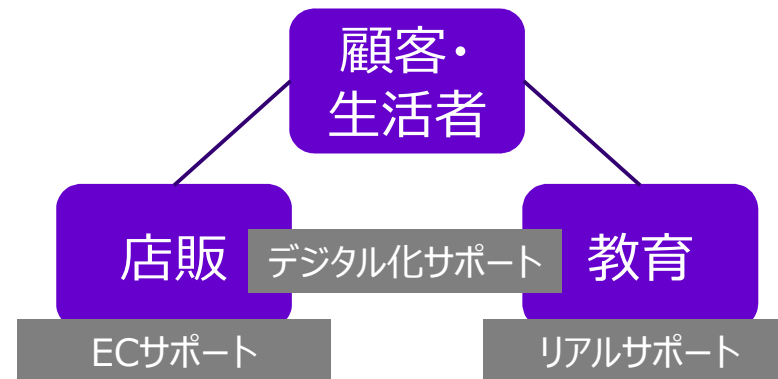 顧客・
生活者
店販
デジタル化サポート
教育
ECサポート
リアルサポート